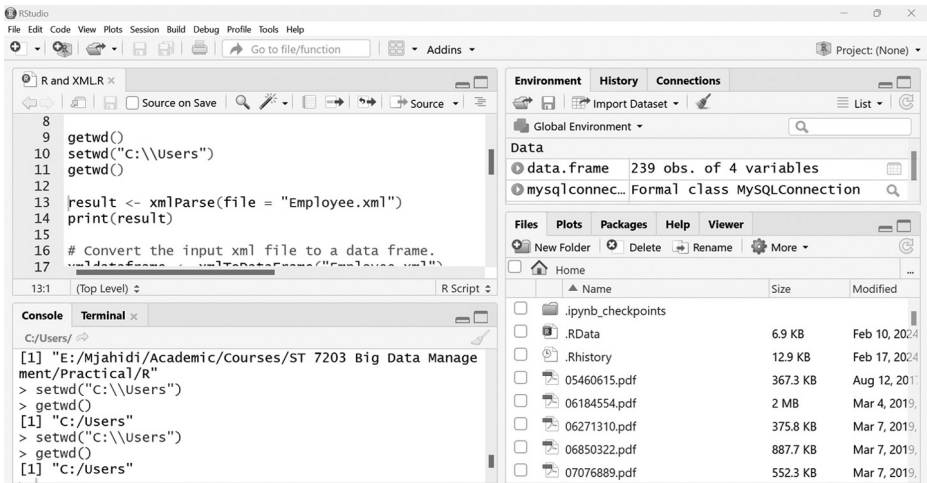 RStudio
File Edit Code View Plots Session Build Debug Profile Tools Help
Go to file/function
Addins
Project: (None)
R and XML.R
Source on Save
Source
8
9 getwd()
10 setwd("C:\\Users")
11 getwd()
12
13 result <- xmlParse(file = "Employee.xml")
14 print(result)
15
16 # Convert the input xml file to a data frame.
17 xmldataframe <- xmlToDataFrame("Employee.xml")
13:1 (Top Level) R Script
Console Terminal
C:/Users/
[1] "E:/Mjahidi/Academic/Courses/ST 7203 Big Data Manage
ment/Practical/R"
> setwd("C:\\Users")
> getwd()
[1] "C:/Users"
> setwd("C:\\Users")
> getwd()
[1] "C:/Users"
Environment History Connections
Import Dataset
List
Global Environment
Data
data.frame 239 obs. of 4 variables
mysqlconnec… Formal class MySQLConnection
Files Plots Packages Help Viewer
New Folder Delete Rename More
Home ...
Name Size Modified
.ipynb_checkpoints
.RData 6.9 KB Feb 10, 2024
.Rhistory 12.9 KB Feb 17, 2024
05460615.pdf 367.3 KB Aug 12, 201
06184554.pdf 2 MB Mar 4, 2019,
06271310.pdf 375.8 KB Mar 7, 2019,
06850322.pdf 887.7 KB Mar 7, 2019,
07076889.pdf 552.3 KB Mar 7, 2019,